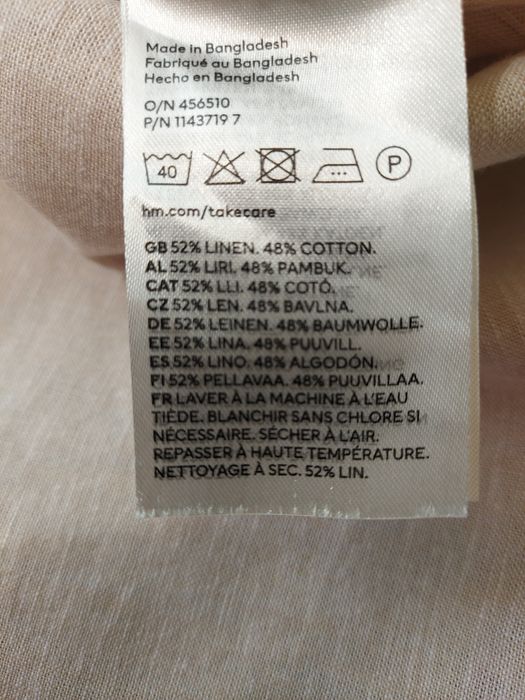 Made in Bangladesh
Fabriqué au Bangladesh
Hecho en Bangladesh
O/N 456510
P/N 1143719 7
40
P
hm.com/takecare
GB 52% LINEN. 48% COTTON.
AL 52% LIRI. 48% PAMBUK.
CAT 52% LLI. 48% COTÓ.
CZ 52% LEN. 48% BAVLNA.
DE 52% LEINEN. 48% BAUMWOLLE.
EE 52% LINA. 48% PUUVILL.
ES 52% LINO. 48% ALGODÓN.
FI 52% PELLAVAA. 48% PUUVILLAA.
FR LAVER À LA MACHINE À L'EAU
TIÈDE. BLANCHIR SANS CHLORE SI
NÉCESSAIRE. SÉCHER À L'AIR.
REPASSER À HAUTE TEMPÉRATURE.
NETTOYAGE À SEC. 52% LIN.